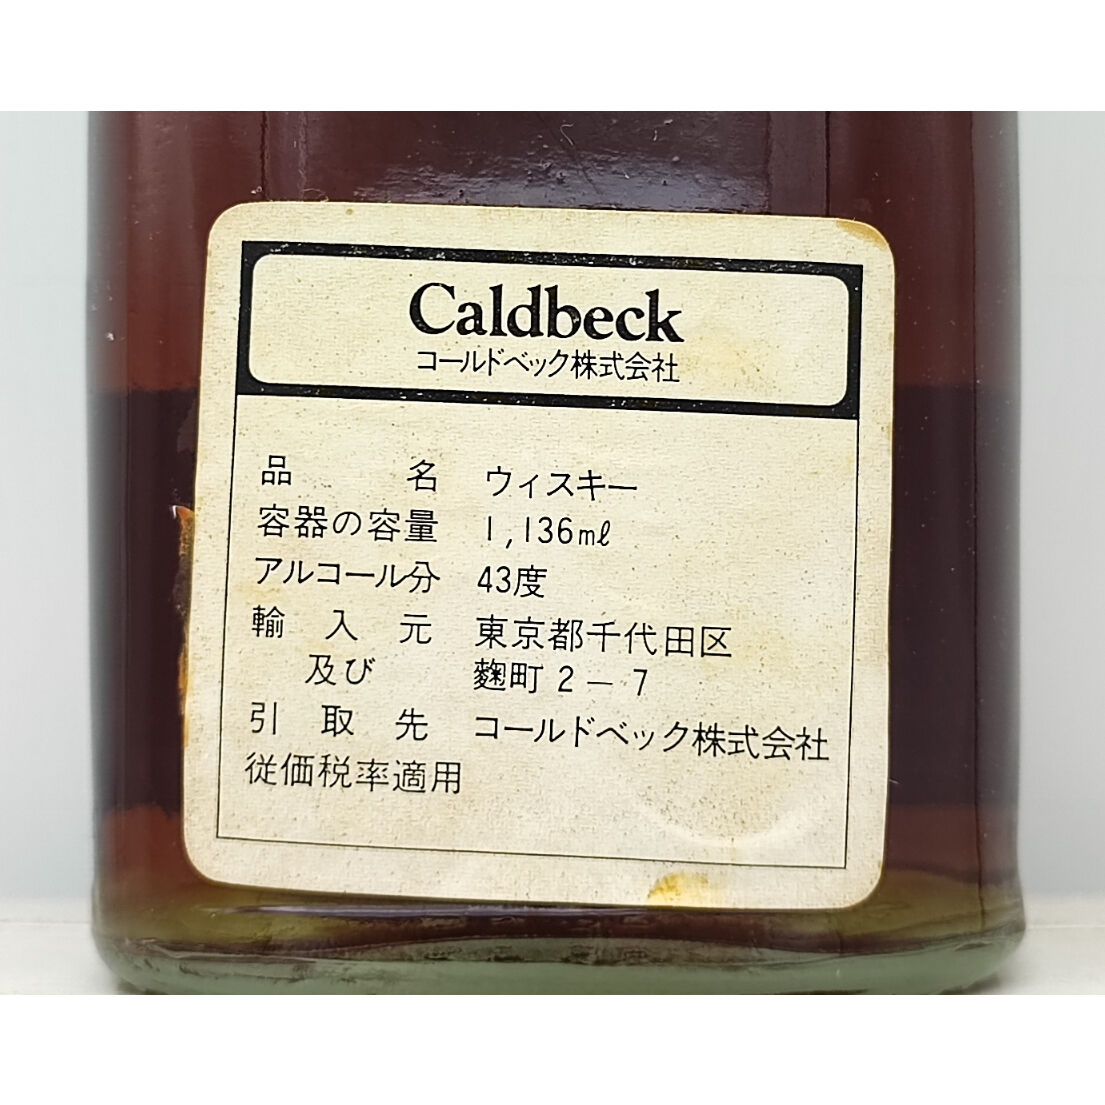 Caldbeck
コールドベック株式会社
品名 ウィスキー
容器の容量 1,136mℓ
アルコール分 43度
輸入元 東京都千代田区
及び 麴町2-7
引取先 コールドベック株式会社
従価税率適用